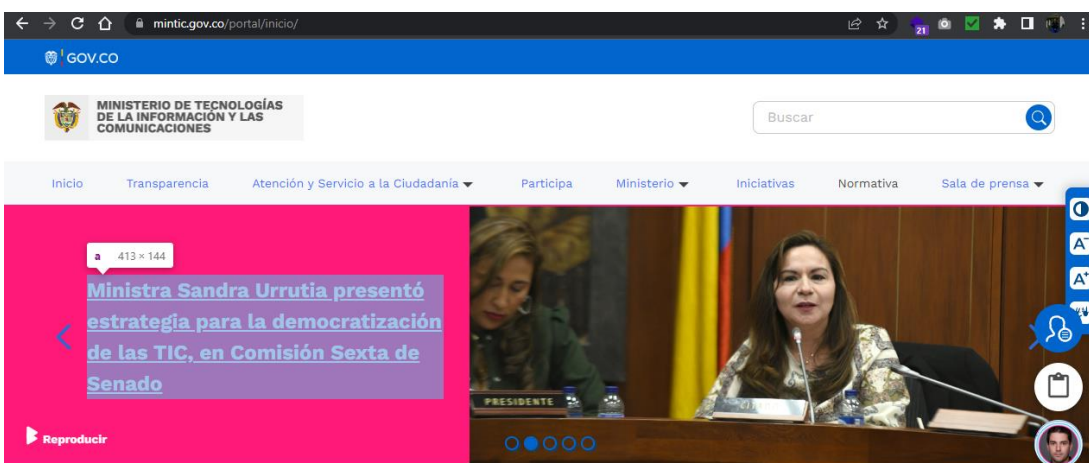 mintic.gov.co/portal/inicio/
21
GOV.CO
MINISTERIO DE TECNOLOGÍAS
DE LA INFORMACIÓN Y LAS
COMUNICACIONES
Buscar
Inicio Transparencia Atención y Servicio a la Ciudadanía Participa Ministerio Iniciativas Normativa Sala de prensa
a 413 × 144
Ministra Sandra Urrutia presentó
estrategia para la democratización
de las TIC, en Comisión Sexta de
Senado
A-
A+
PRESIDENTE
Reproducir